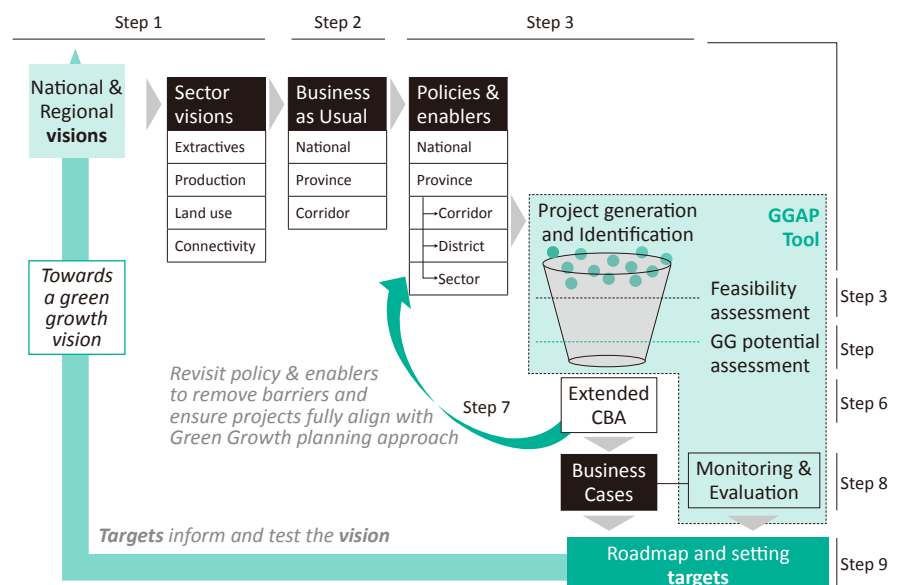 Step 1
Step 2
Step 3
National &
Regional
visions
Sector
visions
Extractives
Production
Land use
Connectivity
Business
as Usual
National
Province
Corridor
Policies &
enablers
National
Province
Corridor
District
Sector
Project generation
and Identification
GGAP
Tool
Feasibility
assessment
Step 3
GG potential
assessment
Step
Towards
a green
growth
vision
Revisit policy & enablers
to remove barriers and
ensure projects fully align with
Green Growth planning approach
Step 7
Extended
CBA
Step 6
Business
Cases
Monitoring &
Evaluation
Step 8
Targets inform and test the vision
Roadmap and setting
targets
Step 9